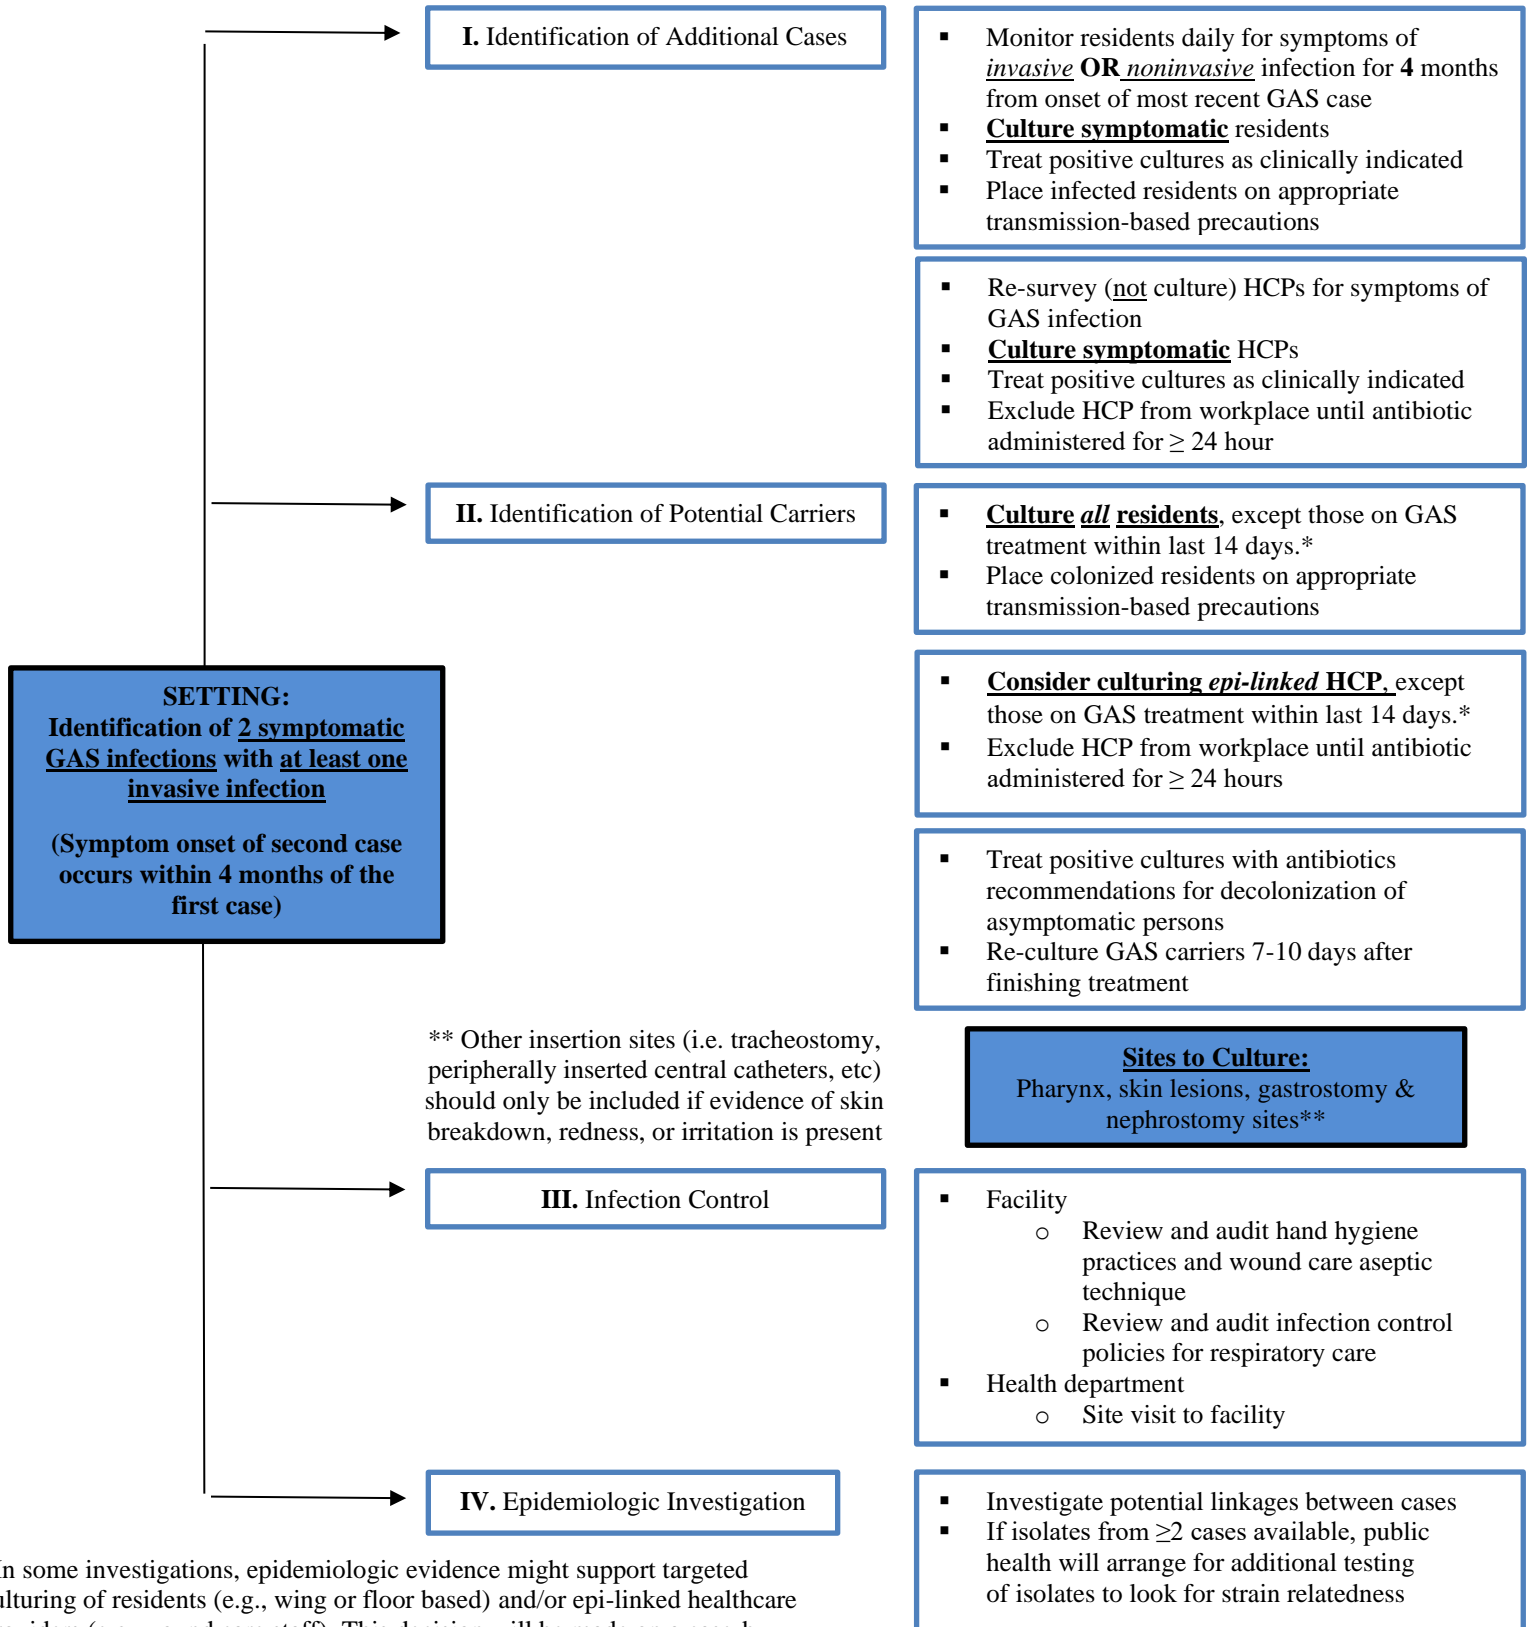 I. Identification of Additional Cases
▪ Monitor residents daily for symptoms of
invasive OR noninvasive infection for 4 months
from onset of most recent GAS case
▪ Culture symptomatic residents
▪ Treat positive cultures as clinically indicated
▪ Place infected residents on appropriate
transmission-based precautions
▪ Re-survey (not culture) HCPs for symptoms of
GAS infection
▪ Culture symptomatic HCPs
▪ Treat positive cultures as clinically indicated
▪ Exclude HCP from workplace until antibiotic
administered for ≥ 24 hour
II. Identification of Potential Carriers
▪ Culture all residents, except those on GAS
treatment within last 14 days.*
▪ Place colonized residents on appropriate
transmission-based precautions
▪ Consider culturing epi-linked HCP, except
those on GAS treatment within last 14 days.*
▪ Exclude HCP from workplace until antibiotic
administered for ≥ 24 hours
SETTING:
Identification of 2 symptomatic
GAS infections with at least one
invasive infection
(Symptom onset of second case
occurs within 4 months of the
first case)
▪ Treat positive cultures with antibiotics
recommendations for decolonization of
asymptomatic persons
▪ Re-culture GAS carriers 7-10 days after
finishing treatment
** Other insertion sites (i.e. tracheostomy,
peripherally inserted central catheters, etc)
should only be included if evidence of skin
breakdown, redness, or irritation is present
Sites to Culture:
Pharynx, skin lesions, gastrostomy &
nephrostomy sites**
III. Infection Control
▪ Facility
o Review and audit hand hygiene
practices and wound care aseptic
technique
o Review and audit infection control
policies for respiratory care
▪ Health department
o Site visit to facility
IV. Epidemiologic Investigation
▪ Investigate potential linkages between cases
▪ If isolates from ≥2 cases available, public
health will arrange for additional testing
of isolates to look for strain relatedness
In some investigations, epidemiologic evidence might support targeted
ulturing of residents (e.g., wing or floor based) and/or epi-linked healthcare